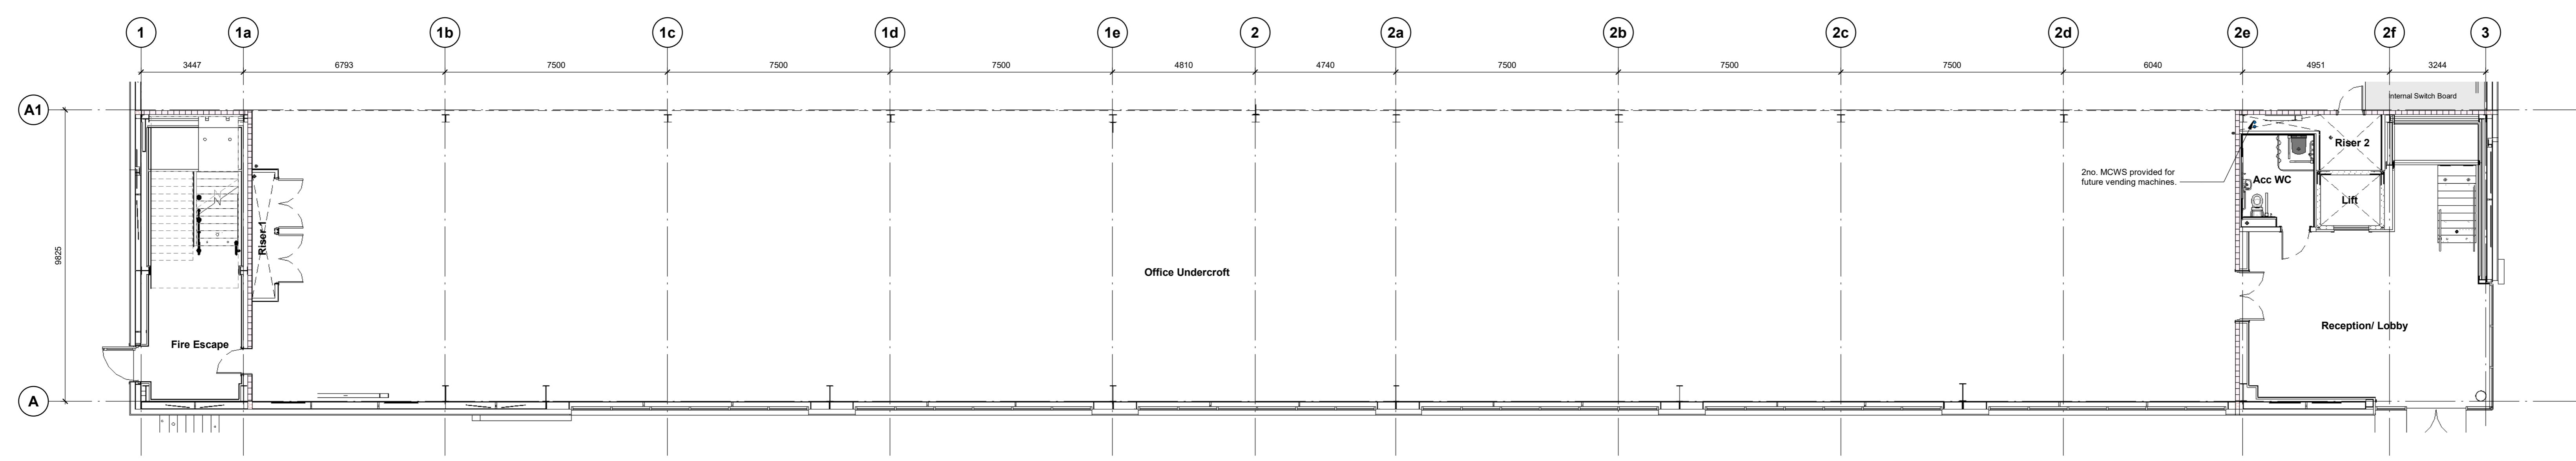 1 1a 1b 1c 1d 1e 2 2a 2b 2c 2d 2e 2f 3
3447 6793 7500 7500 7500 4810 4740 7500 7500 7500 6040 4951 3244
A1
Internal Switch Board
Riser 2
2no. MCWS provided for
future vending machines.
Acc WC
Lift
Riser 1
9825
Office Undercroft
Reception/ Lobby
Fire Escape
A